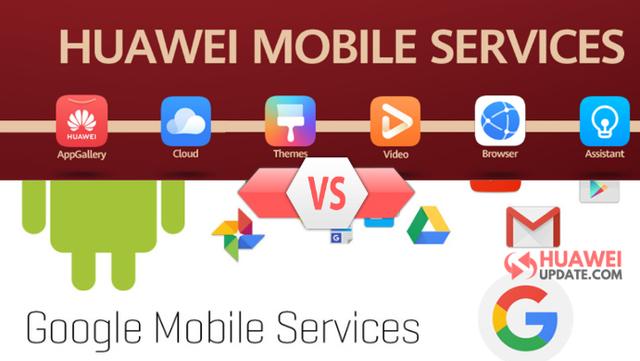 HUAWEI MOBILE SERVICES
HUAWEI
AppGallery
Cloud
Themes
Video
Browser
Assistant
VS
G
HUAWEI
UPDATE.COM
Google Mobile Services
G